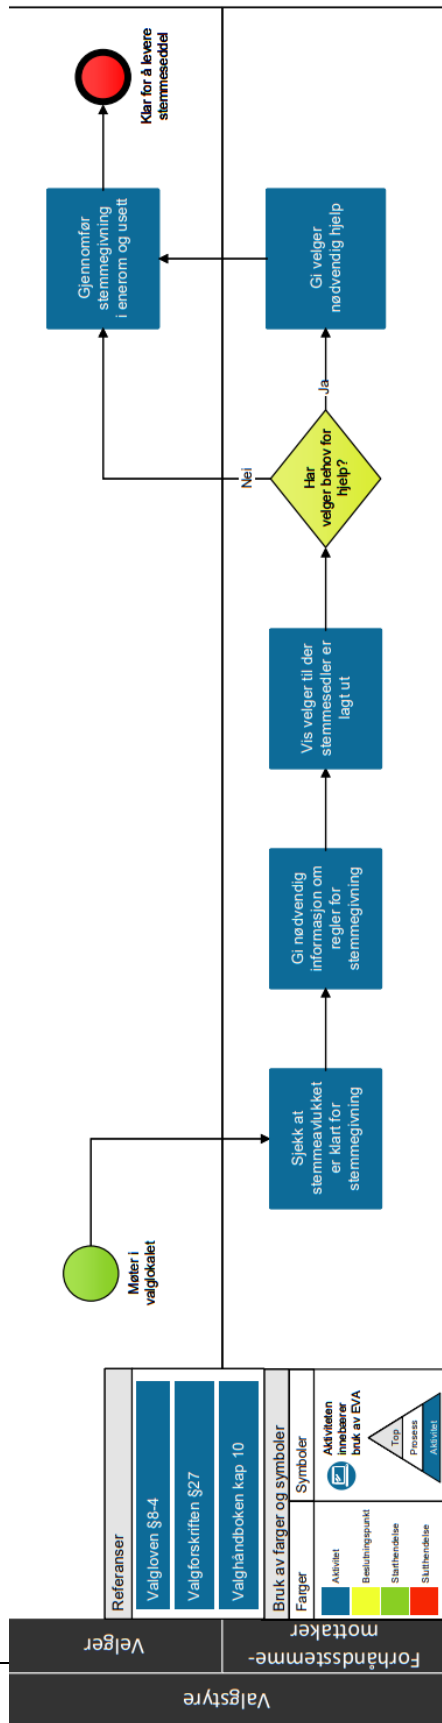 Valgstyre
Velger
Forhåndsstemme-
mottaker
Referanser
Valgloven §8-4
Valgforskriften §27
Valghåndboken kap 10
Bruk av farger og symboler
Farger
Symboler
Aktivitet
Beslutningspunkt
Starthendelse
Slutthendelse
Aktiviteten
innebærer
bruk av EVA
Top
Prosess
Aktivitet
Møter i
valglokalet
Sjekk at
stemmeavlukket
er klart for
stemmegivning
Gi nødvendig
informasjon om
regler for
stemmegivning
Vis velger til der
stemmesedler er
lagt ut
Har
velger behov for
hjelp?
Nei
Ja
Gi velger
nødvendig hjelp
Gjennomfør
stemmegivning
i enerom og usett
Klar for å levere
stemmeseddel